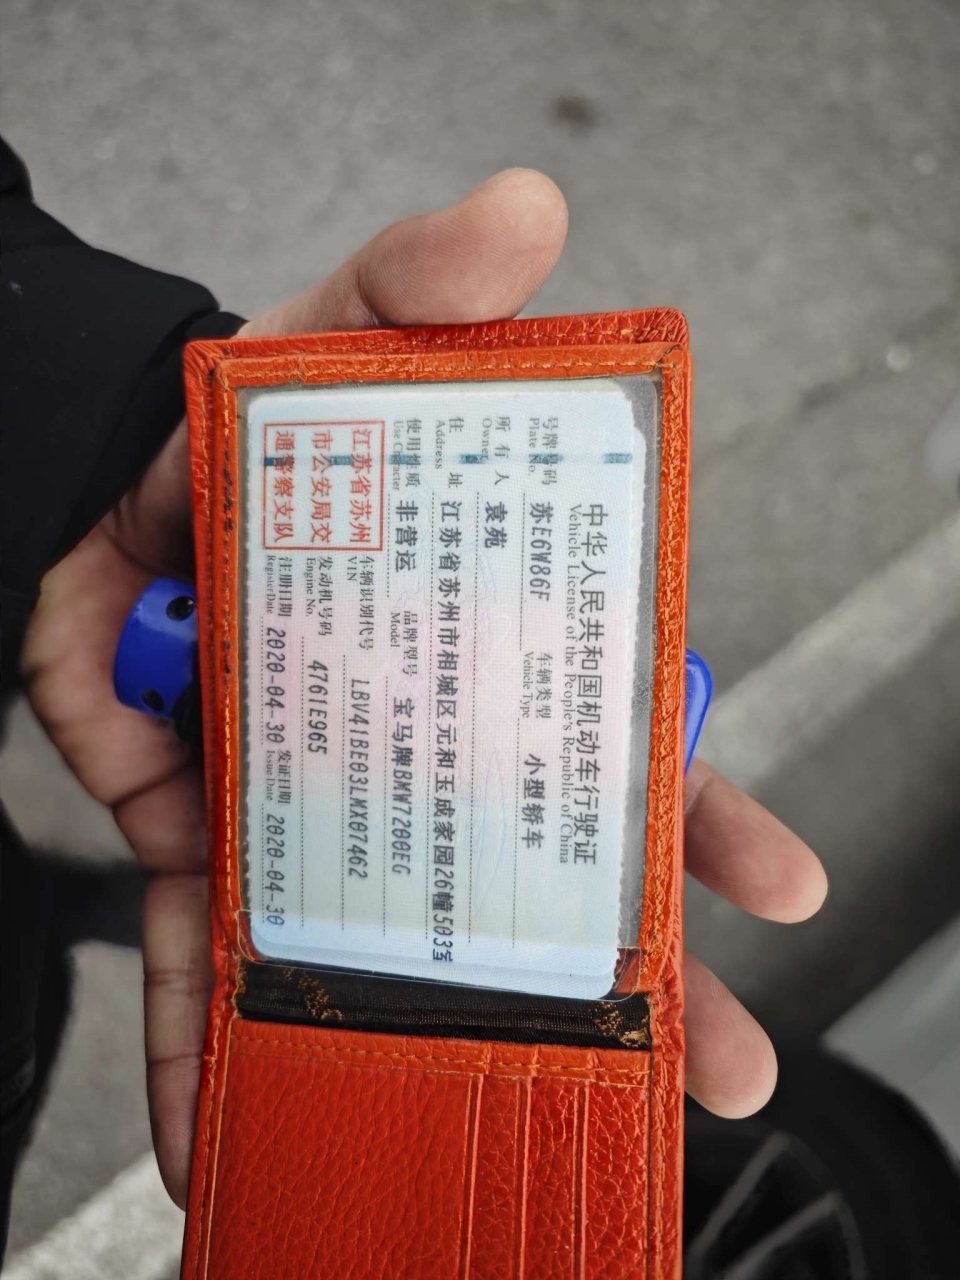 中华人民共和国机动车行驶证
Vehicle License of the People's Republic of China
号牌号码 苏E6W86F 车辆类型 小型轿车
Plate No. Vehicle Type
所有人 袁苑
Owner
住址 江苏省苏州市相城区元和玉成家园26幢503室
Address
使用性质 非营运 品牌型号 宝马牌BMW7200EG
Use Character Model
江苏省苏州
市公安局交
通警察支队
车辆识别代号 LBV41BE03LMX07462
VIN
发动机号码 4761E965
Engine No.
注册日期 2020-04-30 发证日期 2020-04-30
Register Date Issue Date